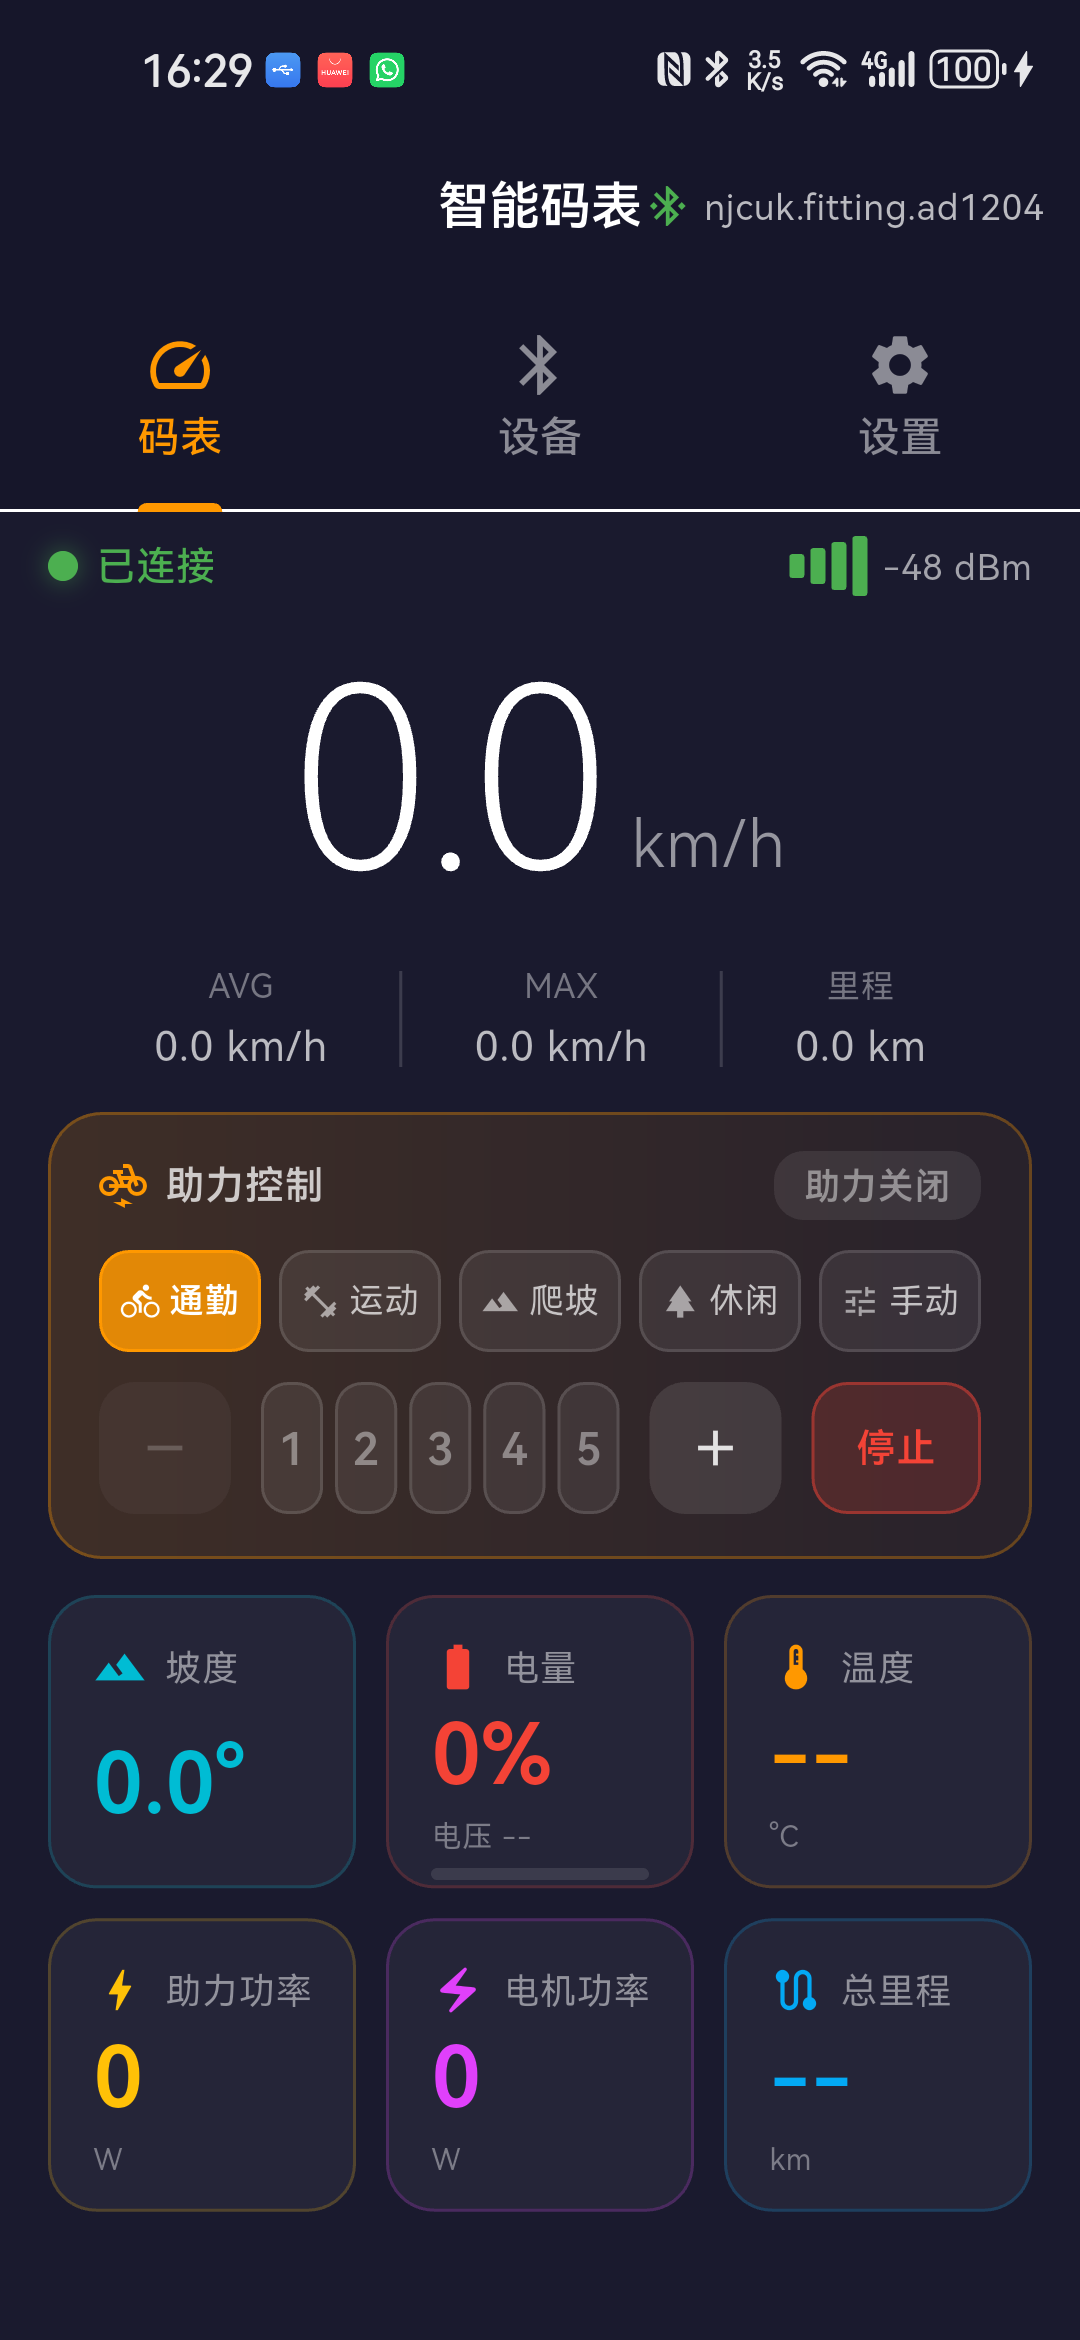 16:29 HUAWEI 3.5 K/s 4G 100
智能码表 njcuk.fitting.ad1204
码表 设备 设置
已连接 -48 dBm
0.0 km/h
AVG MAX 里程
0.0 km/h 0.0 km/h 0.0 km
助力控制 助力关闭
通勤 运动 爬坡 休闲 手动
− 1 2 3 4 5 + 停止
坡度 电量 温度
0.0° 0% --
电压 -- °C
助力功率 电机功率 总里程
0 0 --
W W km